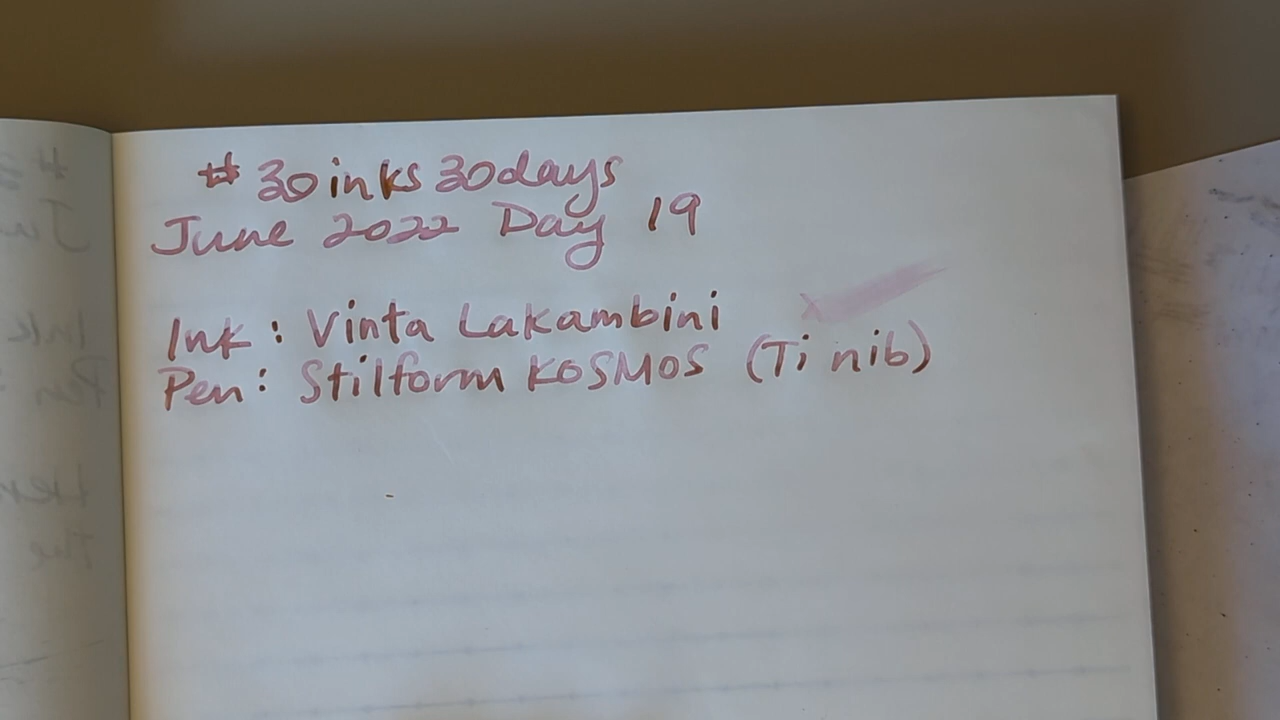 #30inks30days
June 2022 Day 19
Ink: Vinta Lakambini
Pen: Stilform KOSMOS (Ti nib)